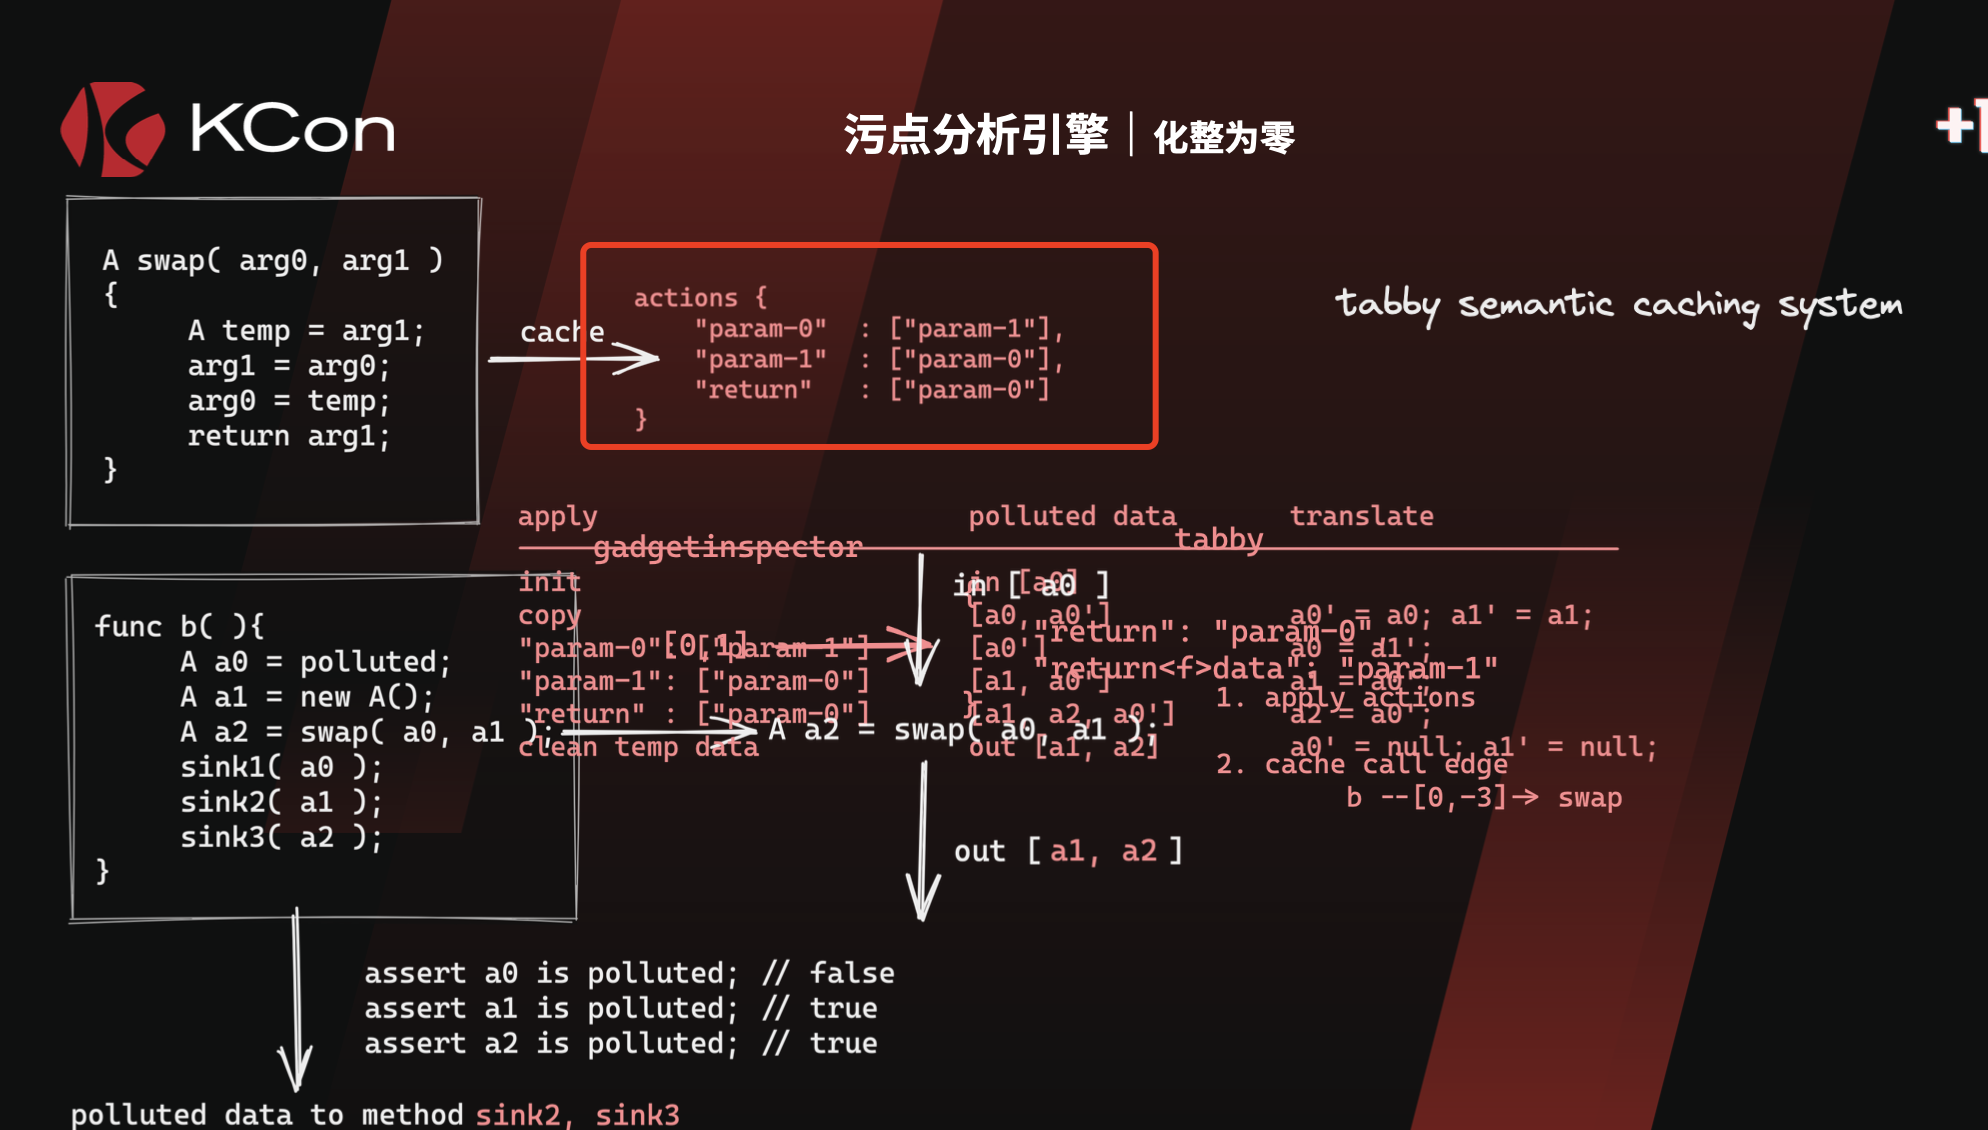 KCon
污点分析引擎｜化整为零
+1
A swap( arg0, arg1 )
{
A temp = arg1;
arg1 = arg0;
arg0 = temp;
return arg1;
}
cache
actions {
"param-0" : ["param-1"],
"param-1" : ["param-0"],
"return" : ["param-0"]
}
tabby semantic caching system
apply polluted data translate
init in [a0]
copy [a0, a0'] a0' = a0; a1' = a1;
"param-0": ["param-1"] [a0'] a0 = a1';
"param-1": ["param-0"] [a1, a0'] a1 = a0';
"return" : ["param-0"] [a1, a2, a0'] a2 = a0';
clean temp data out [a1, a2] a0' = null; a1' = null;
gadgetinspector tabby
[0,1]
{
"return": "param-0",
"return<f>data": "param-1"
}
func b( ){
A a0 = polluted;
A a1 = new A();
A a2 = swap( a0, a1 );
sink1( a0 );
sink2( a1 );
sink3( a2 );
}
in [ a0 ]
A a2 = swap( a0, a1 );
out [ a1, a2 ]
1. apply actions
2. cache call edge
b --[0,-3]-> swap
assert a0 is polluted; // false
assert a1 is polluted; // true
assert a2 is polluted; // true
polluted data to method sink2, sink3